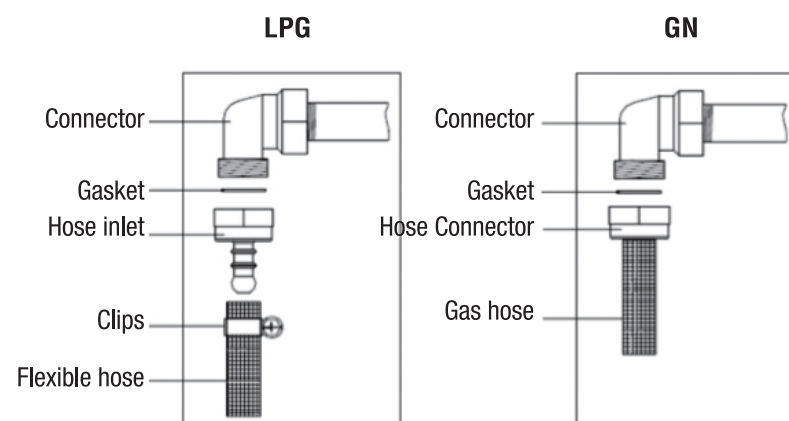 LPG
Connector
Gasket
Hose inlet
Clips
Flexible hose
GN
Connector
Gasket
Hose Connector
Gas hose